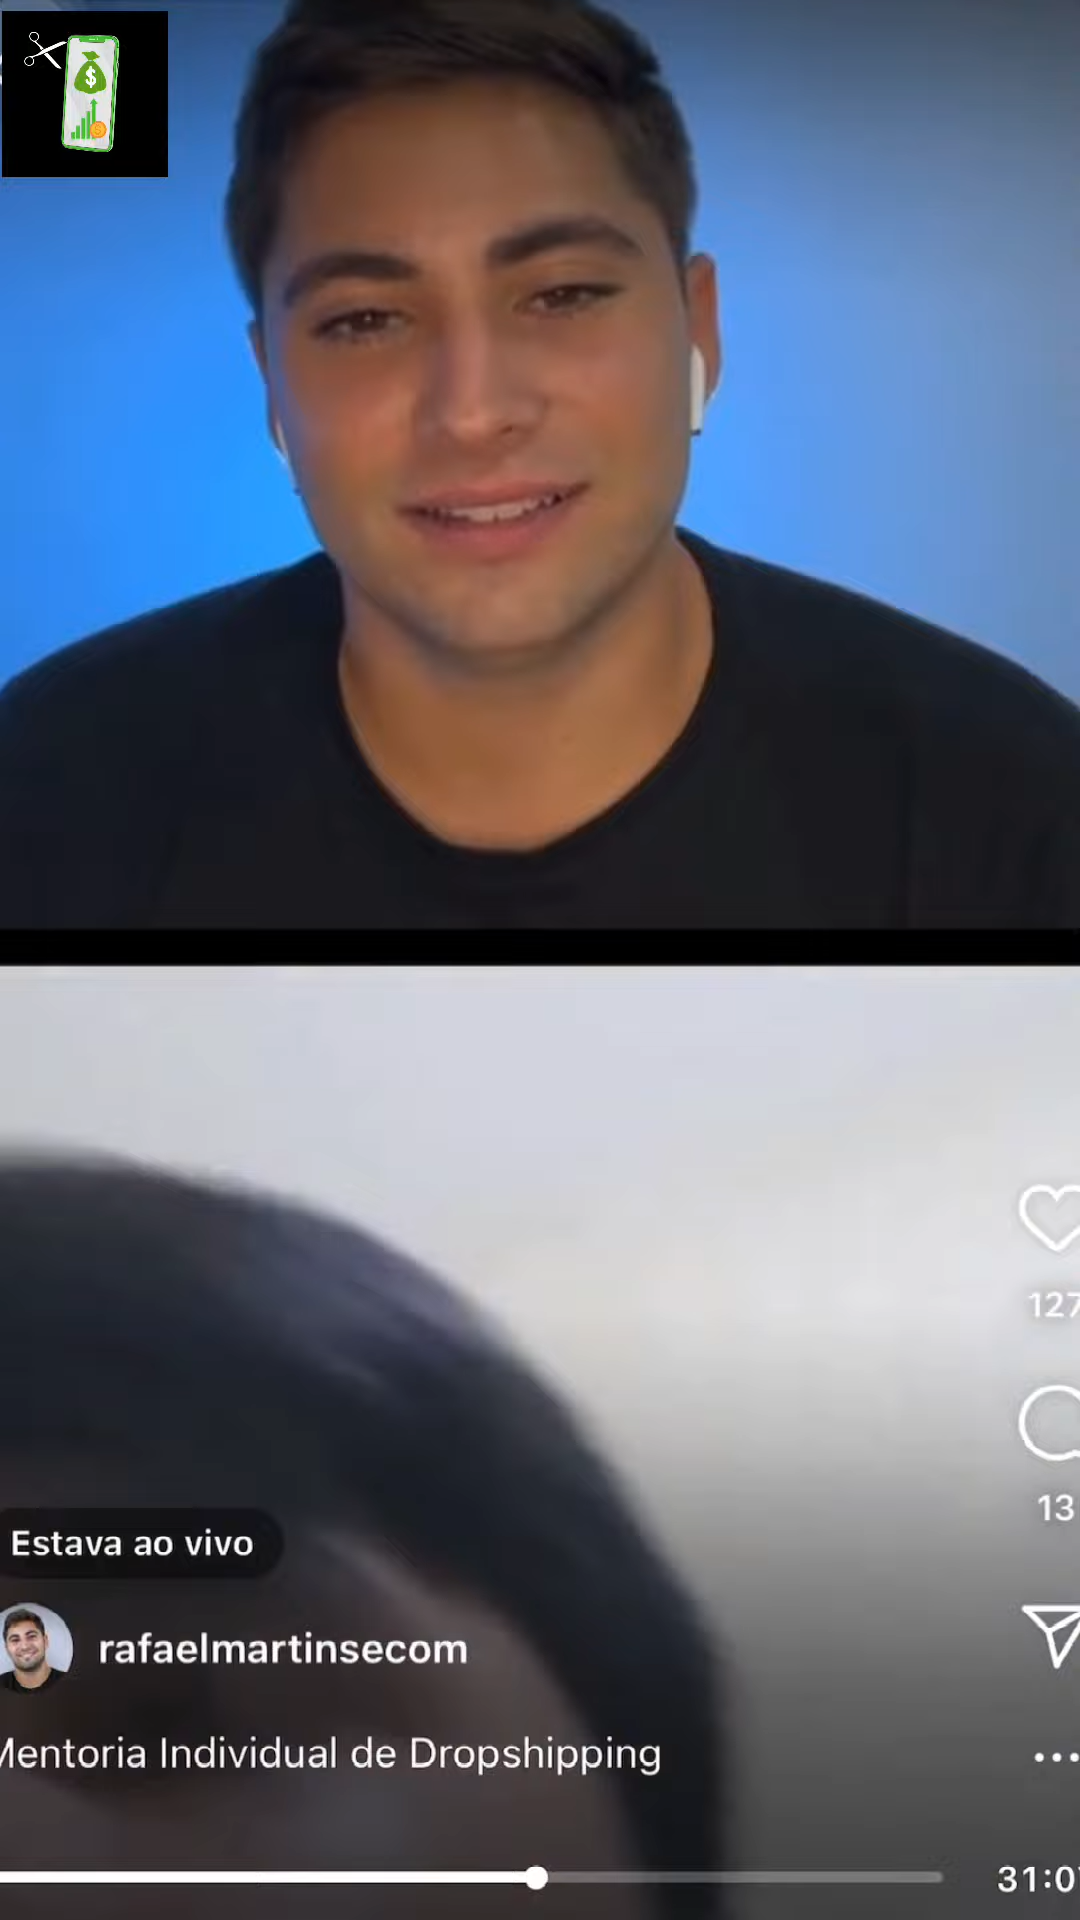 $
127
13
Estava ao vivo
rafaelmartinsecom
Mentoria Individual de Dropshipping